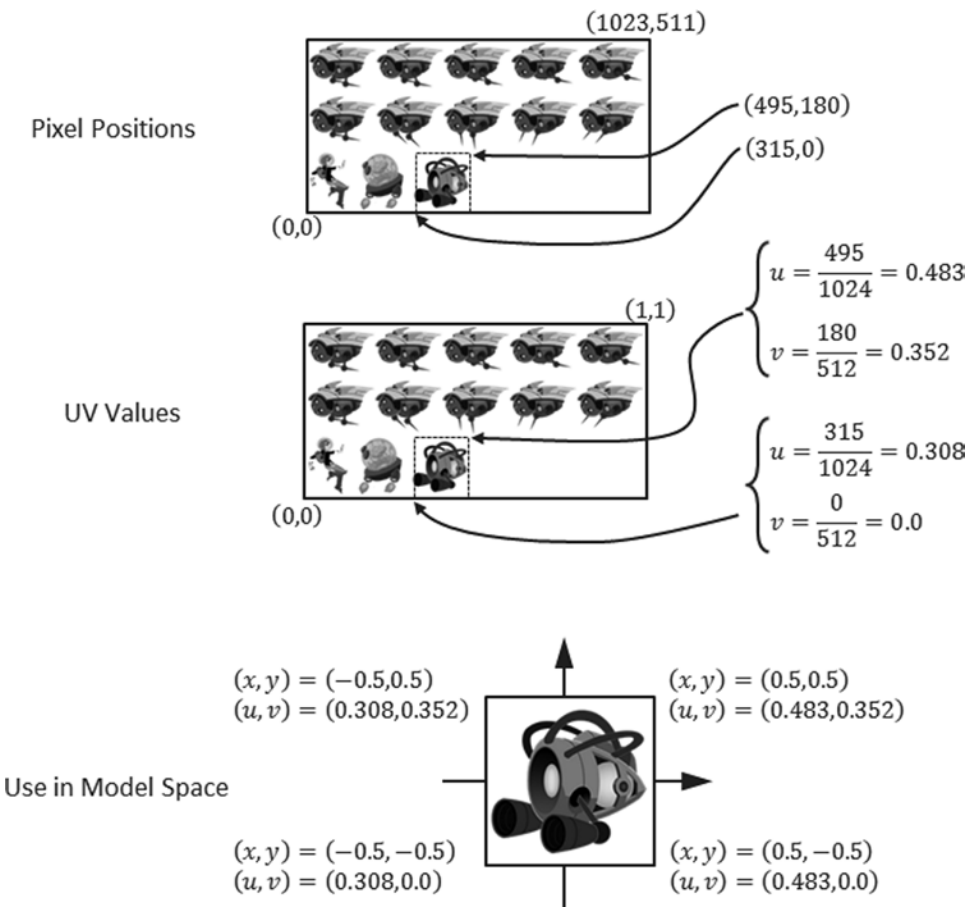 (1023,511)
Pixel Positions
(495,180)
(315,0)
(0,0)
u = 495/1024 = 0.483
v = 180/512 = 0.352
(1,1)
UV Values
u = 315/1024 = 0.308
v = 0/512 = 0.0
(0,0)
(x, y) = (−0.5,0.5)
(u, v) = (0.308,0.352)
(x, y) = (0.5,0.5)
(u, v) = (0.483,0.352)
Use in Model Space
(x, y) = (−0.5, −0.5)
(u, v) = (0.308,0.0)
(x, y) = (0.5, −0.5)
(u, v) = (0.483,0.0)